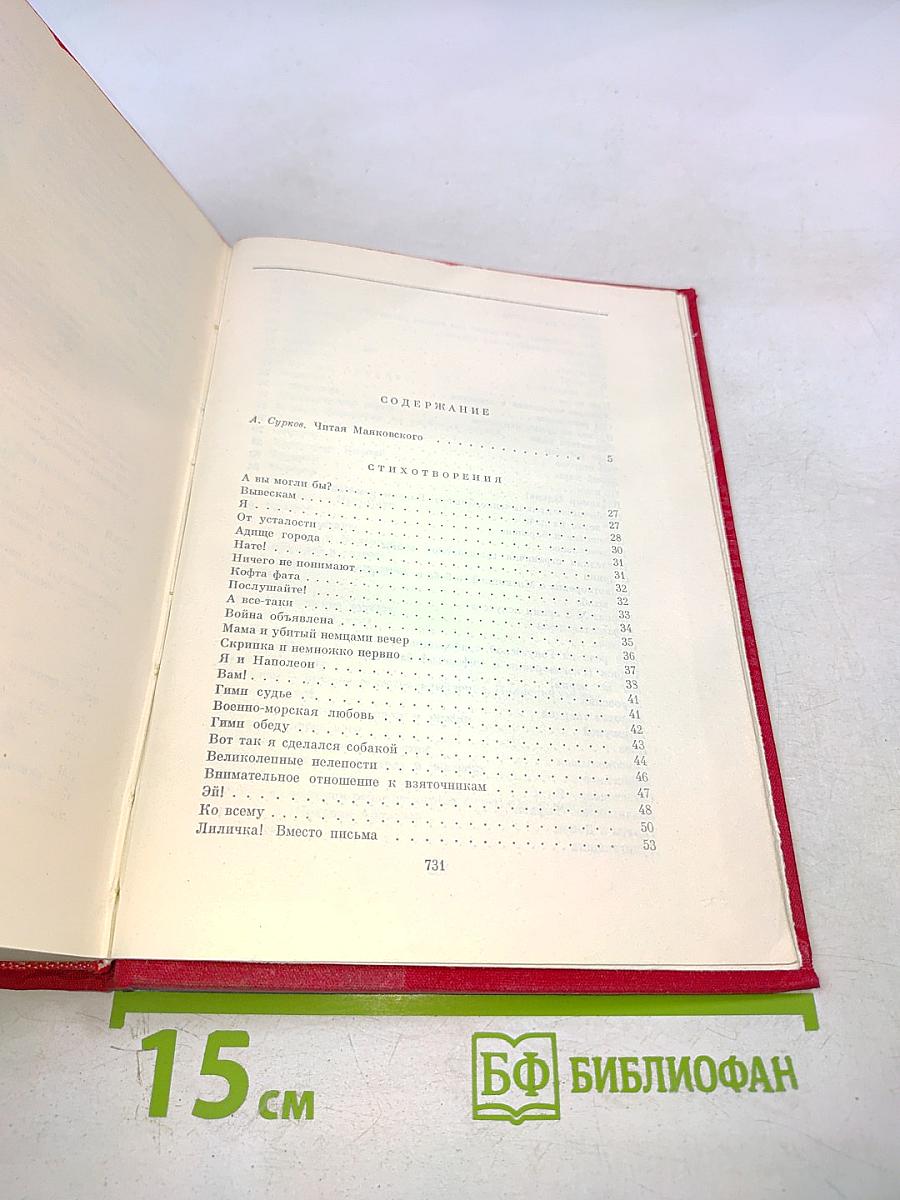 СОДЕРЖАНИЕ
А. Сурков. Читая Маяковского . . . . . . . . . . . . . . . 5
СТИХОТВОРЕНИЯ
А вы могли бы? . . . . . . . . . . . . . . . 27
Вывескам . . . . . . . . . . . . . . . 27
Я . . . . . . . . . . . . . . . 28
От усталости . . . . . . . . . . . . . . . 30
Адище города . . . . . . . . . . . . . . . 31
Нате! . . . . . . . . . . . . . . . 31
Ничего не понимают . . . . . . . . . . . . . . . 32
Кофта фата . . . . . . . . . . . . . . . 32
Послушайте! . . . . . . . . . . . . . . . 33
А все-таки . . . . . . . . . . . . . . . 34
Война объявлена . . . . . . . . . . . . . . . 35
Мама и убитый немцами вечер . . . . . . . . . . . . . . . 36
Скрипка и немножко нервно . . . . . . . . . . . . . . . 37
Я и Наполеон . . . . . . . . . . . . . . . 38
Вам! . . . . . . . . . . . . . . . 41
Гимн судье . . . . . . . . . . . . . . . 41
Военно-морская любовь . . . . . . . . . . . . . . . 42
Гимн обеду . . . . . . . . . . . . . . . 43
Вот так я сделался собакой . . . . . . . . . . . . . . . 44
Великолепные нелепости . . . . . . . . . . . . . . . 46
Внимательное отношение к взяточникам . . . . . . . . . . . . . . . 47
Эй! . . . . . . . . . . . . . . . 48
Ко всему . . . . . . . . . . . . . . . 50
Лиличка! Вместо письма . . . . . . . . . . . . . . . 53
731
15 см
БФ БИБЛИОФАН